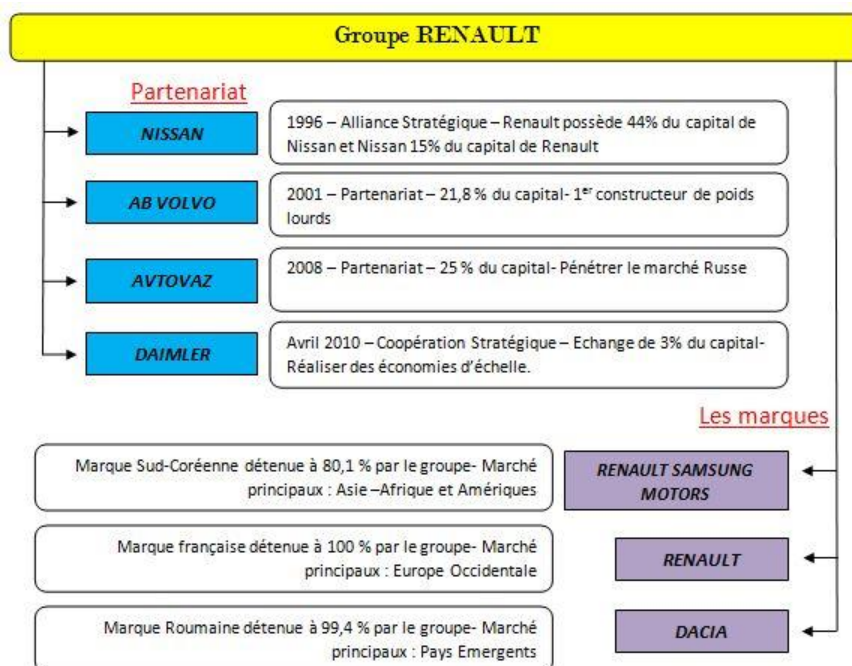 Groupe RENAULT
Partenariat
NISSAN
1996 – Alliance Stratégique – Renault possède 44% du capital de
Nissan et Nissan 15% du capital de Renault
AB VOLVO
2001 – Partenariat – 21,8 % du capital- 1er constructeur de poids
lourds
AVTOVAZ
2008 – Partenariat – 25 % du capital- Pénétrer le marché Russe
DAIMLER
Avril 2010 – Coopération Stratégique – Echange de 3% du capital-
Réaliser des économies d’échelle.
Les marques
Marque Sud-Coréenne détenue à 80,1 % par le groupe- Marché
principaux : Asie –Afrique et Amériques
RENAULT SAMSUNG
MOTORS
Marque française détenue à 100 % par le groupe- Marché
principaux : Europe Occidentale
RENAULT
Marque Roumaine détenue à 99,4 % par le groupe- Marché
principaux : Pays Emergents
DACIA